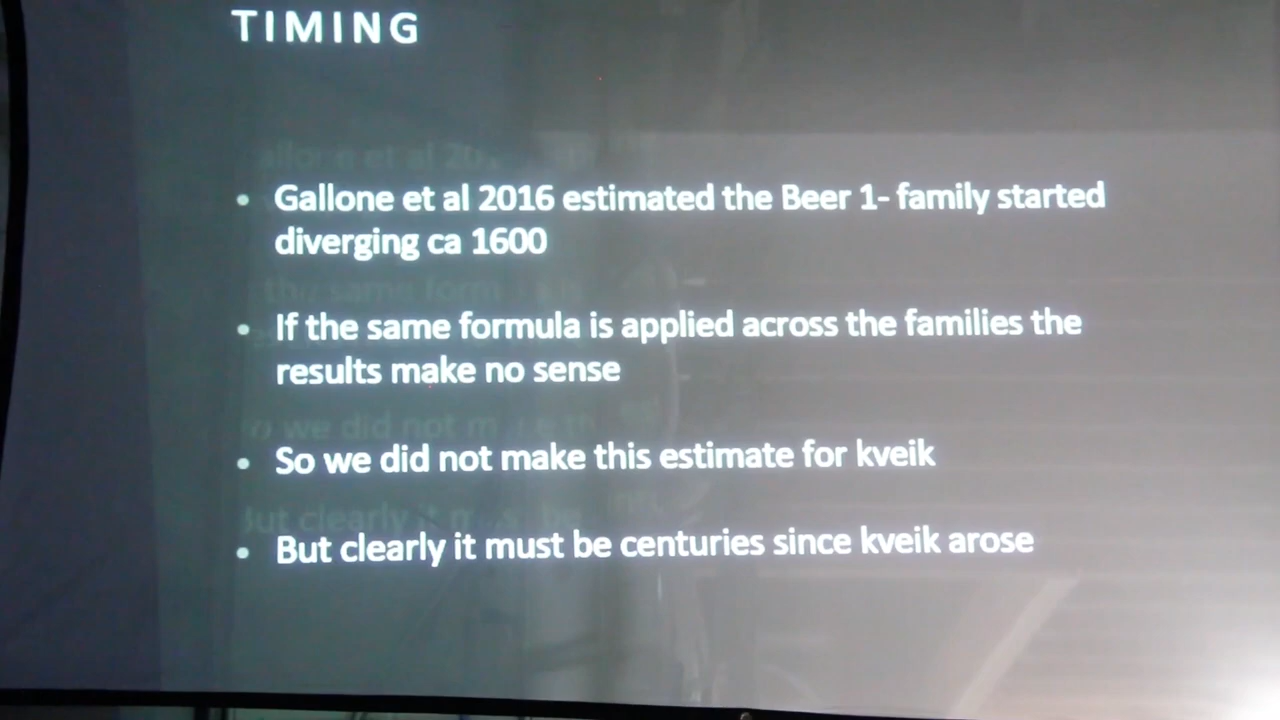 TIMING
• Gallone et al 2016 estimated the Beer 1- family started
diverging ca 1600
• If the same formula is applied across the families the
results make no sense
• So we did not make this estimate for kveik
• But clearly it must be centuries since kveik arose